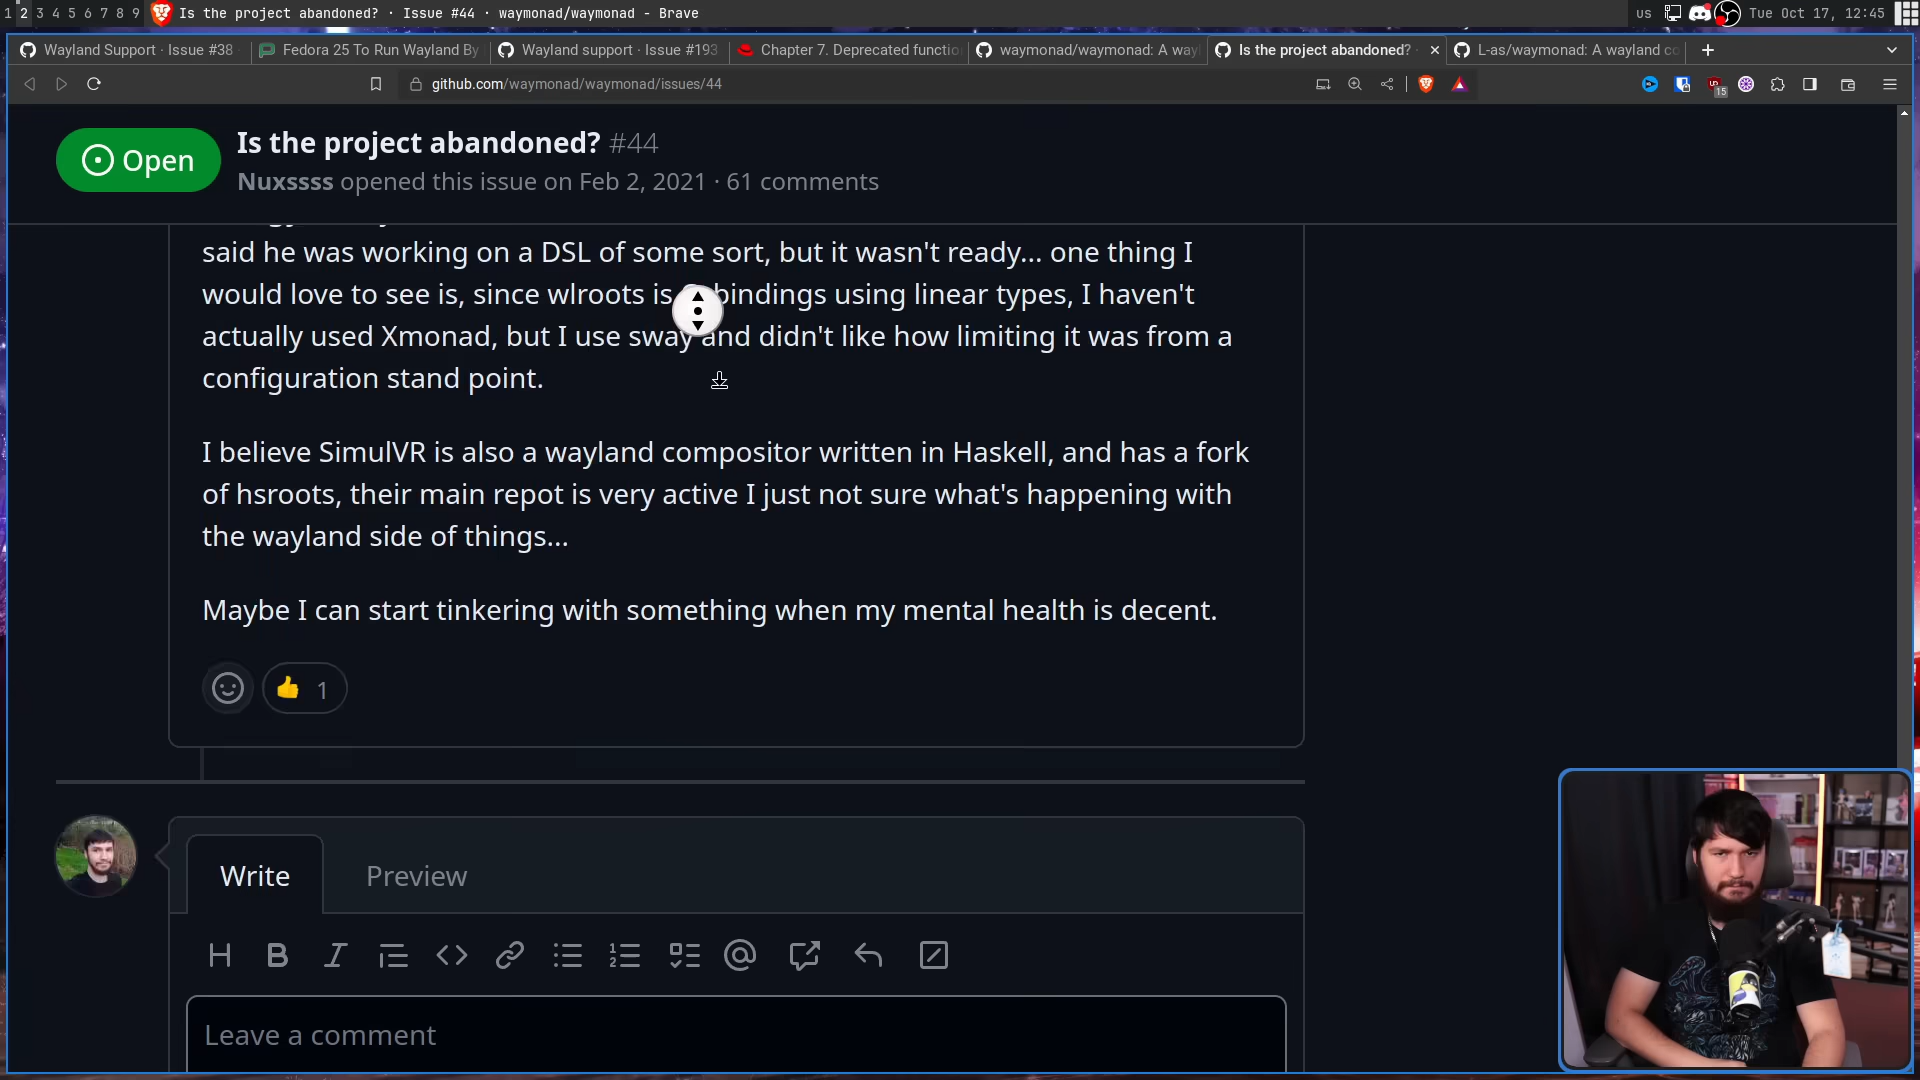 1 2 3 4 5 6 7 8 9 Is the project abandoned? · Issue #44 · waymonad/waymonad - Brave us Tue Oct 17, 12:45
Wayland Support · Issue #38 Fedora 25 To Run Wayland By Wayland support · Issue #193 Chapter 7. Deprecated functio waymonad/waymonad: A way Is the project abandoned? · L-as/waymonad: A wayland co
github.com/waymonad/waymonad/issues/44 15
Open
Is the project abandoned? #44
Nuxssss opened this issue on Feb 2, 2021 · 61 comments
said he was working on a DSL of some sort, but it wasn't ready... one thing I
would love to see is, since wlroots is bindings using linear types, I haven't
actually used Xmonad, but I use sway and didn't like how limiting it was from a
configuration stand point.
I believe SimulVR is also a wayland compositor written in Haskell, and has a fork
of hsroots, their main repot is very active I just not sure what's happening with
the wayland side of things...
Maybe I can start tinkering with something when my mental health is decent.
1
Write Preview
Leave a comment